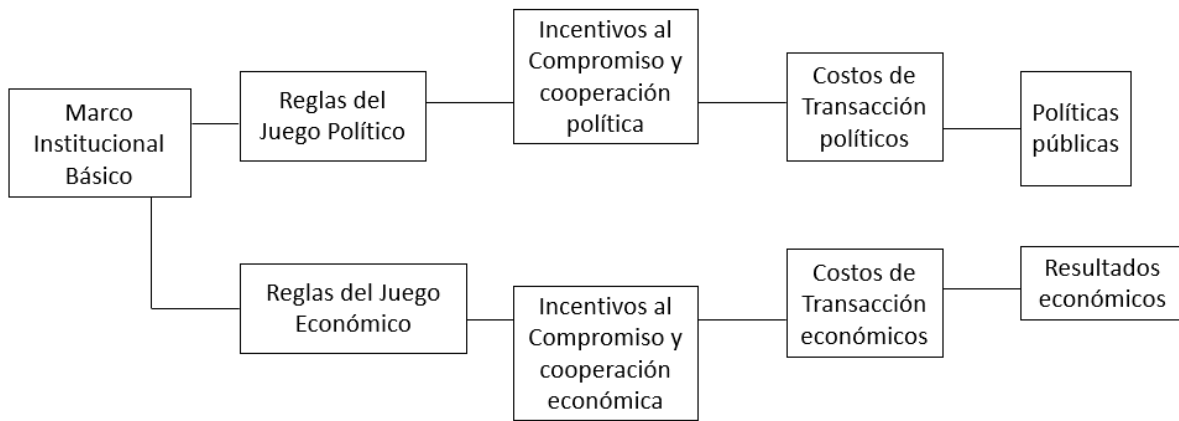 Marco
Institucional
Básico
Reglas del
Juego Político
Incentivos al
Compromiso y
cooperación
política
Costos de
Transacción
políticos
Políticas
públicas
Reglas del Juego
Económico
Incentivos al
Compromiso y
cooperación
económica
Costos de
Transacción
económicos
Resultados
económicos